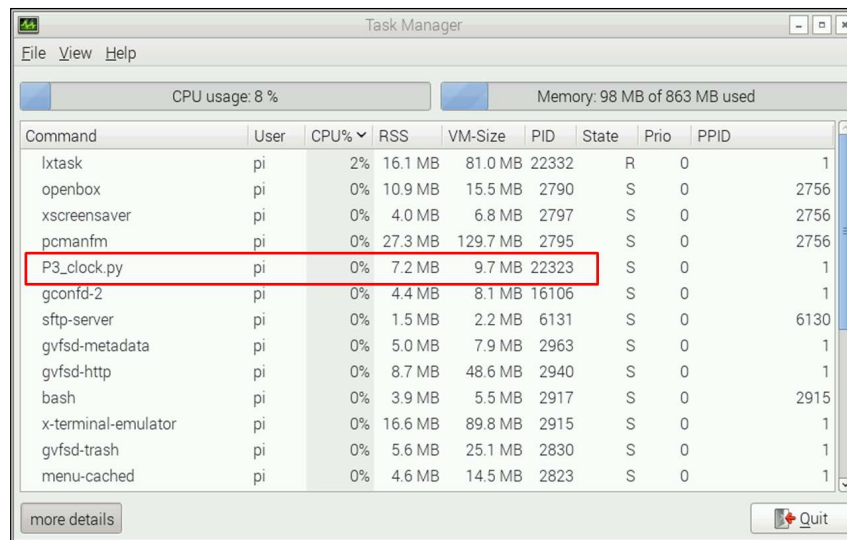 Task Manager
File View Help
CPU usage: 8 % Memory: 98 MB of 863 MB used
Command User CPU% RSS VM-Size PID State Prio PPID
lxtask pi 2% 16.1 MB 81.0 MB 22332 R 0 1
openbox pi 0% 10.9 MB 15.5 MB 2790 S 0 2756
xscreensaver pi 0% 4.0 MB 6.8 MB 2797 S 0 2756
pcmanfm pi 0% 27.3 MB 129.7 MB 2795 S 0 2756
P3_clock.py pi 0% 7.2 MB 9.7 MB 22323 S 0 1
gconfd-2 pi 0% 4.4 MB 8.1 MB 16106 S 0 1
sftp-server pi 0% 1.5 MB 2.2 MB 6131 S 0 6130
gvfsd-metadata pi 0% 5.0 MB 7.9 MB 2963 S 0 1
gvfsd-http pi 0% 8.7 MB 48.6 MB 2940 S 0 1
bash pi 0% 3.9 MB 5.5 MB 2917 S 0 2915
x-terminal-emulator pi 0% 16.6 MB 89.8 MB 2915 S 0 1
gvfsd-trash pi 0% 5.6 MB 25.1 MB 2830 S 0 1
menu-cached pi 0% 4.6 MB 14.5 MB 2823 S 0 1
more details Quit